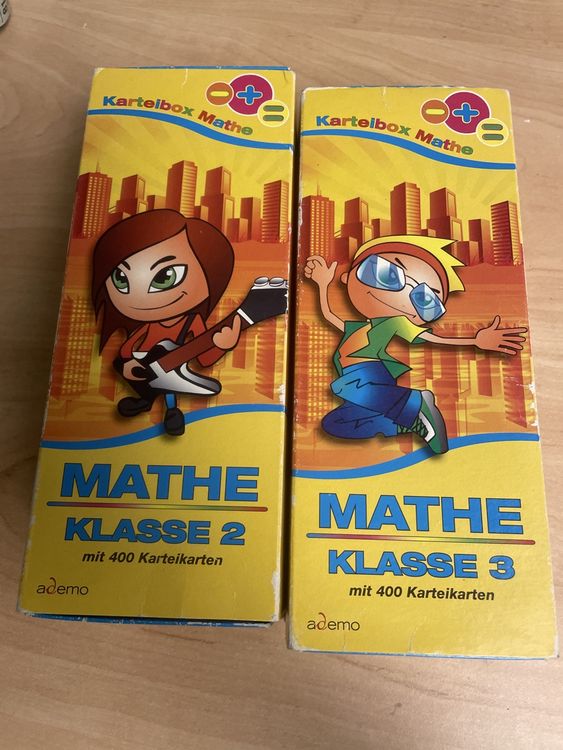 Karteibox Mathe
MATHE
KLASSE 2
mit 400 Karteikarten
ademo
Karteibox Mathe
MATHE
KLASSE 3
mit 400 Karteikarten
ademo